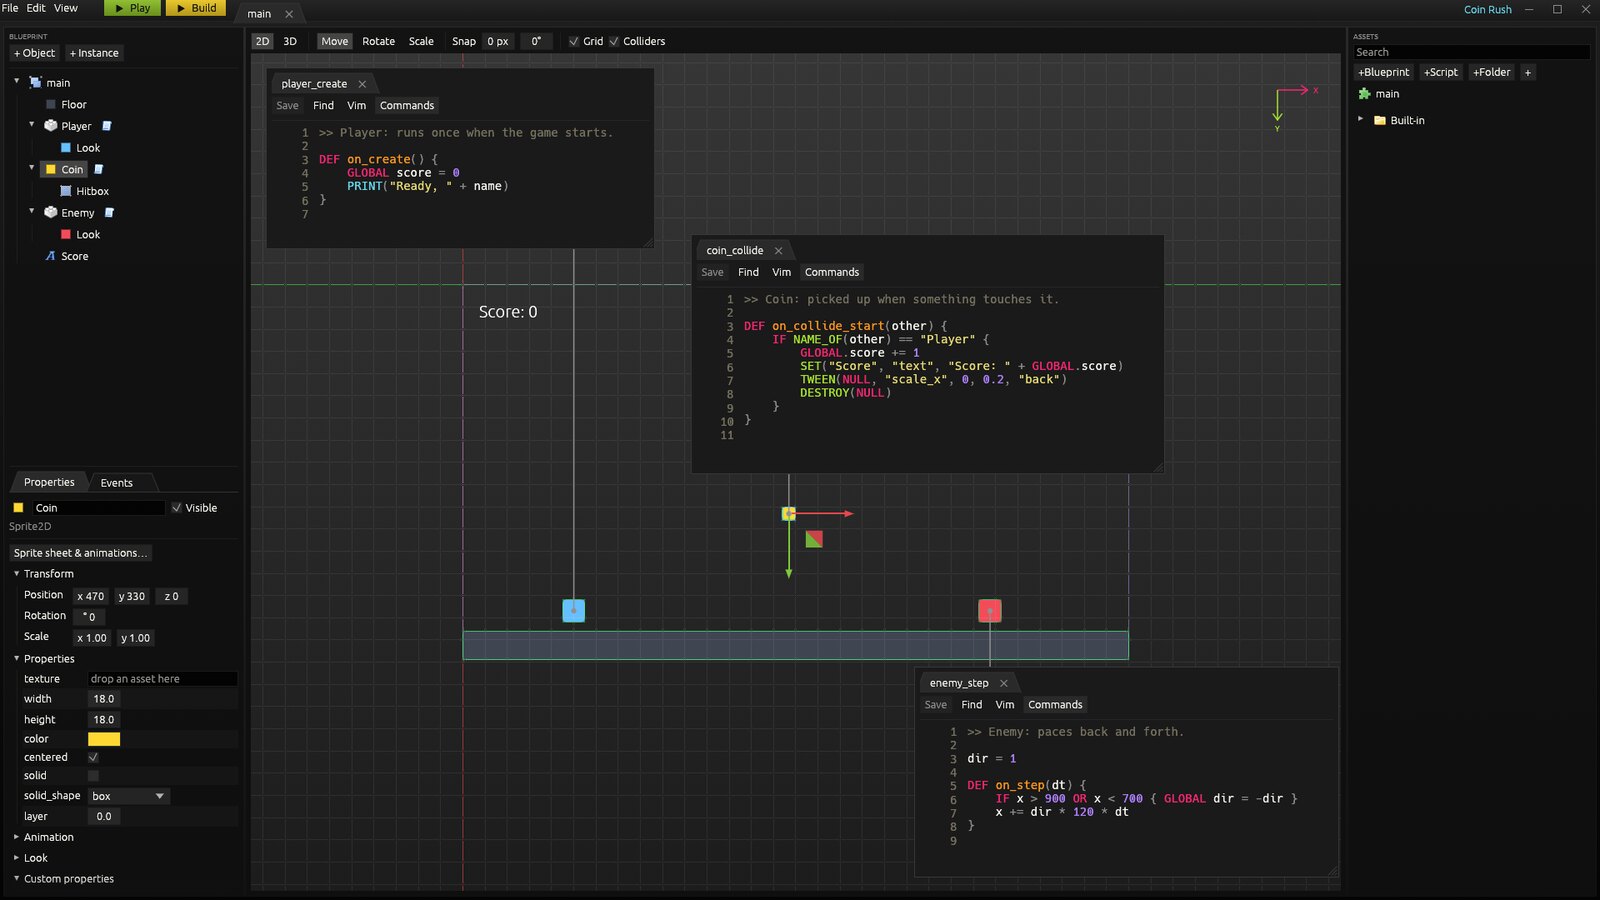 File Edit View
Play
Build
main
Coin Rush
BLUEPRINT
+Object +Instance
main
Floor
Player
Look
Coin
Hitbox
Enemy
Look
Score
Properties Events
Coin
Visible
Sprite2D
Sprite sheet & animations...
Transform
Position x 470 y 330 z 0
Rotation ° 0
Scale x 1.00 y 1.00
Properties
texture drop an asset here
width 18.0
height 18.0
color
centered
solid
solid_shape box
layer 0.0
Animation
Look
Custom properties
2D 3D Move Rotate Scale Snap 0 px 0° Grid Colliders
player_create
Save Find Vim Commands
1 >> Player: runs once when the game starts.
2
3 DEF on_create() {
4 GLOBAL score = 0
5 PRINT("Ready, " + name)
6 }
7
Score: 0
coin_collide
Save Find Vim Commands
1 >> Coin: picked up when something touches it.
2
3 DEF on_collide_start(other) {
4 IF NAME_OF(other) == "Player" {
5 GLOBAL.score += 1
6 SET("Score", "text", "Score: " + GLOBAL.score)
7 TWEEN(NULL, "scale_x", 0, 0.2, "back")
8 DESTROY(NULL)
9 }
10 }
11
enemy_step
Save Find Vim Commands
1 >> Enemy: paces back and forth.
2
3 dir = 1
4
5 DEF on_step(dt) {
6 IF x > 900 OR x < 700 { GLOBAL dir = -dir }
7 x += dir * 120 * dt
8 }
9
X
Y
ASSETS
Search
+Blueprint +Script +Folder +
main
Built-in